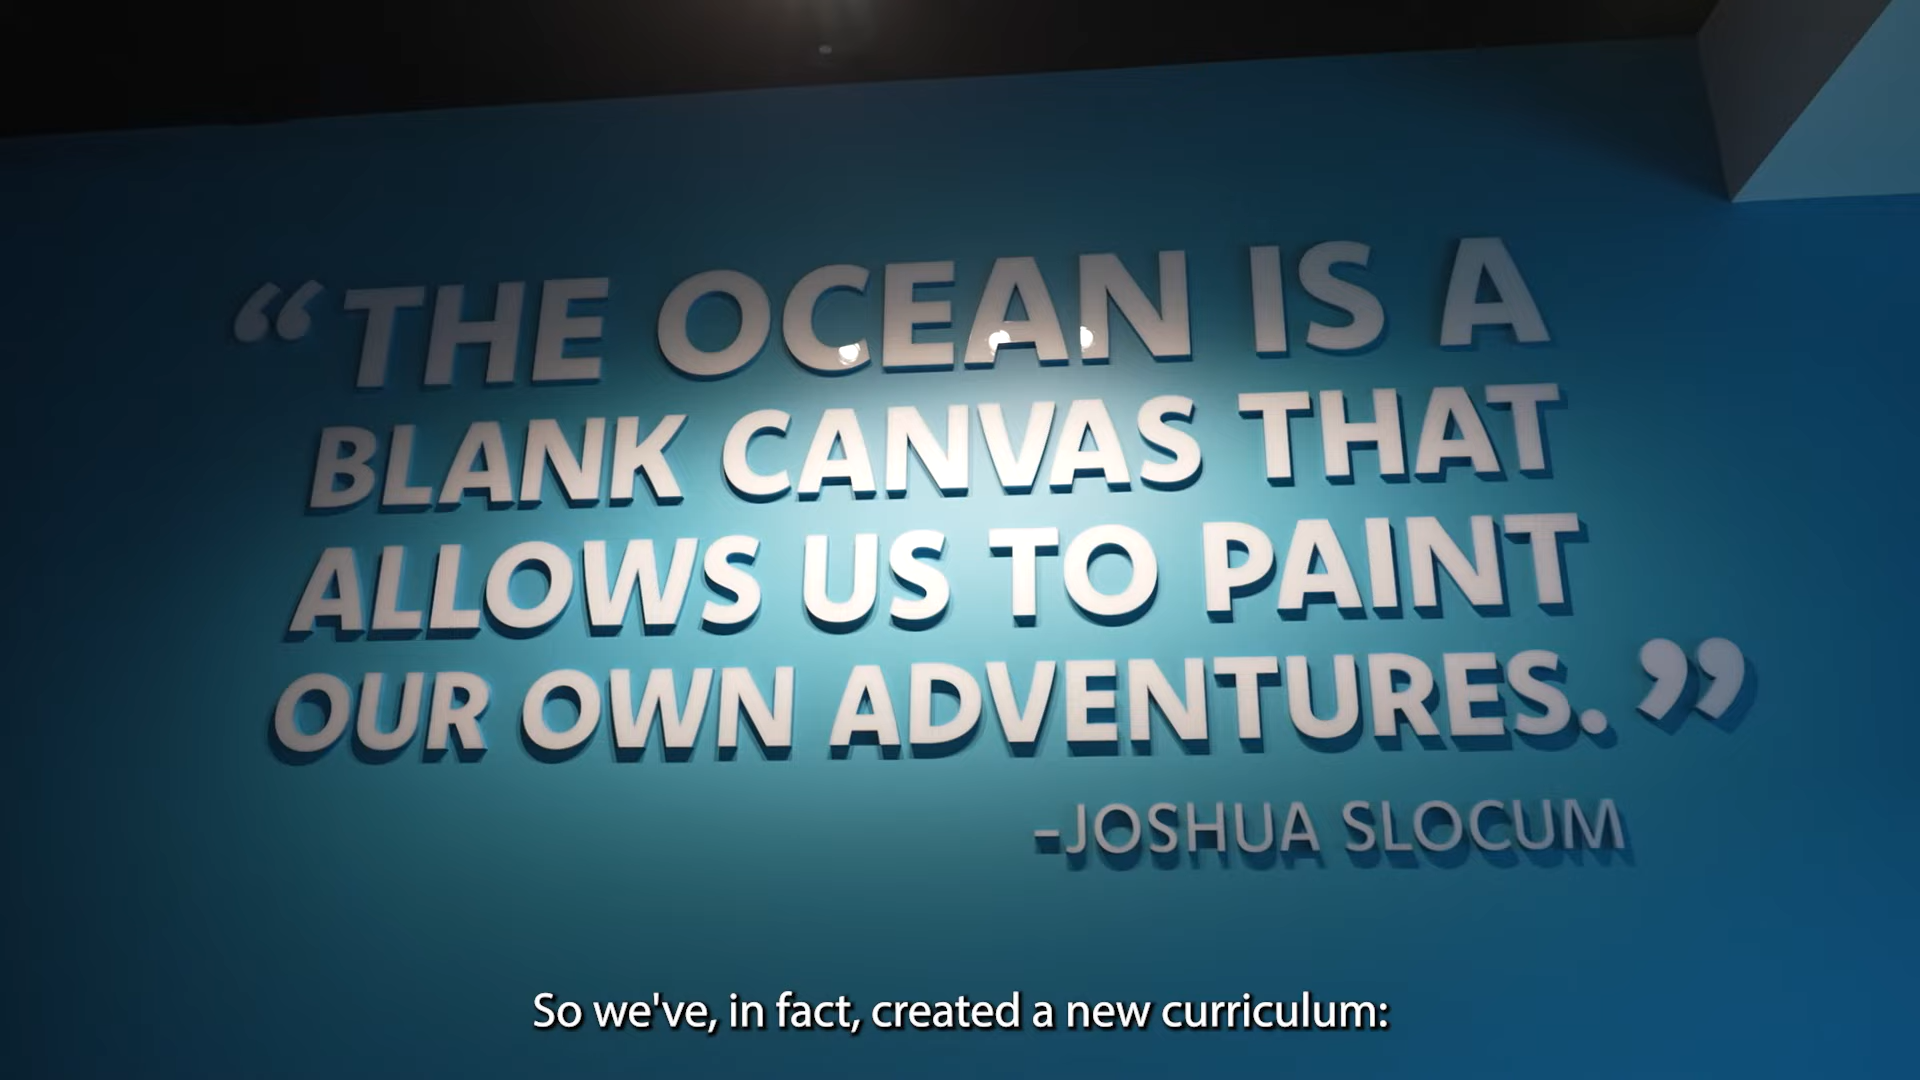 “THE OCEAN IS A
BLANK CANVAS THAT
ALLOWS US TO PAINT
OUR OWN ADVENTURES.”
-JOSHUA SLOCUM
So we've, in fact, created a new curriculum: